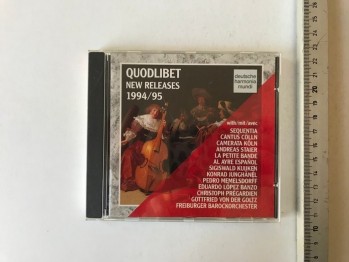 QUODLIBET
NEW RELEASES
1994/95
deutsche
harmonia
mundi
with/mit/avec
SEQUENTIA
CANTUS CÖLLN
CAMERATA KÖLN
ANDREAS STAIER
LA PETITE BANDE
AL AYRE ESPAÑOL
SIGISWALD KUIJKEN
KONRAD JUNGHÄNEL
PEDRO MEMELSDORFF
EDUARDO LÓPEZ BANZO
CHRISTOPH PRÉGARDIEN
GOTTFRIED VON DER GOLTZ
FREIBURGER BAROCKORCHESTER